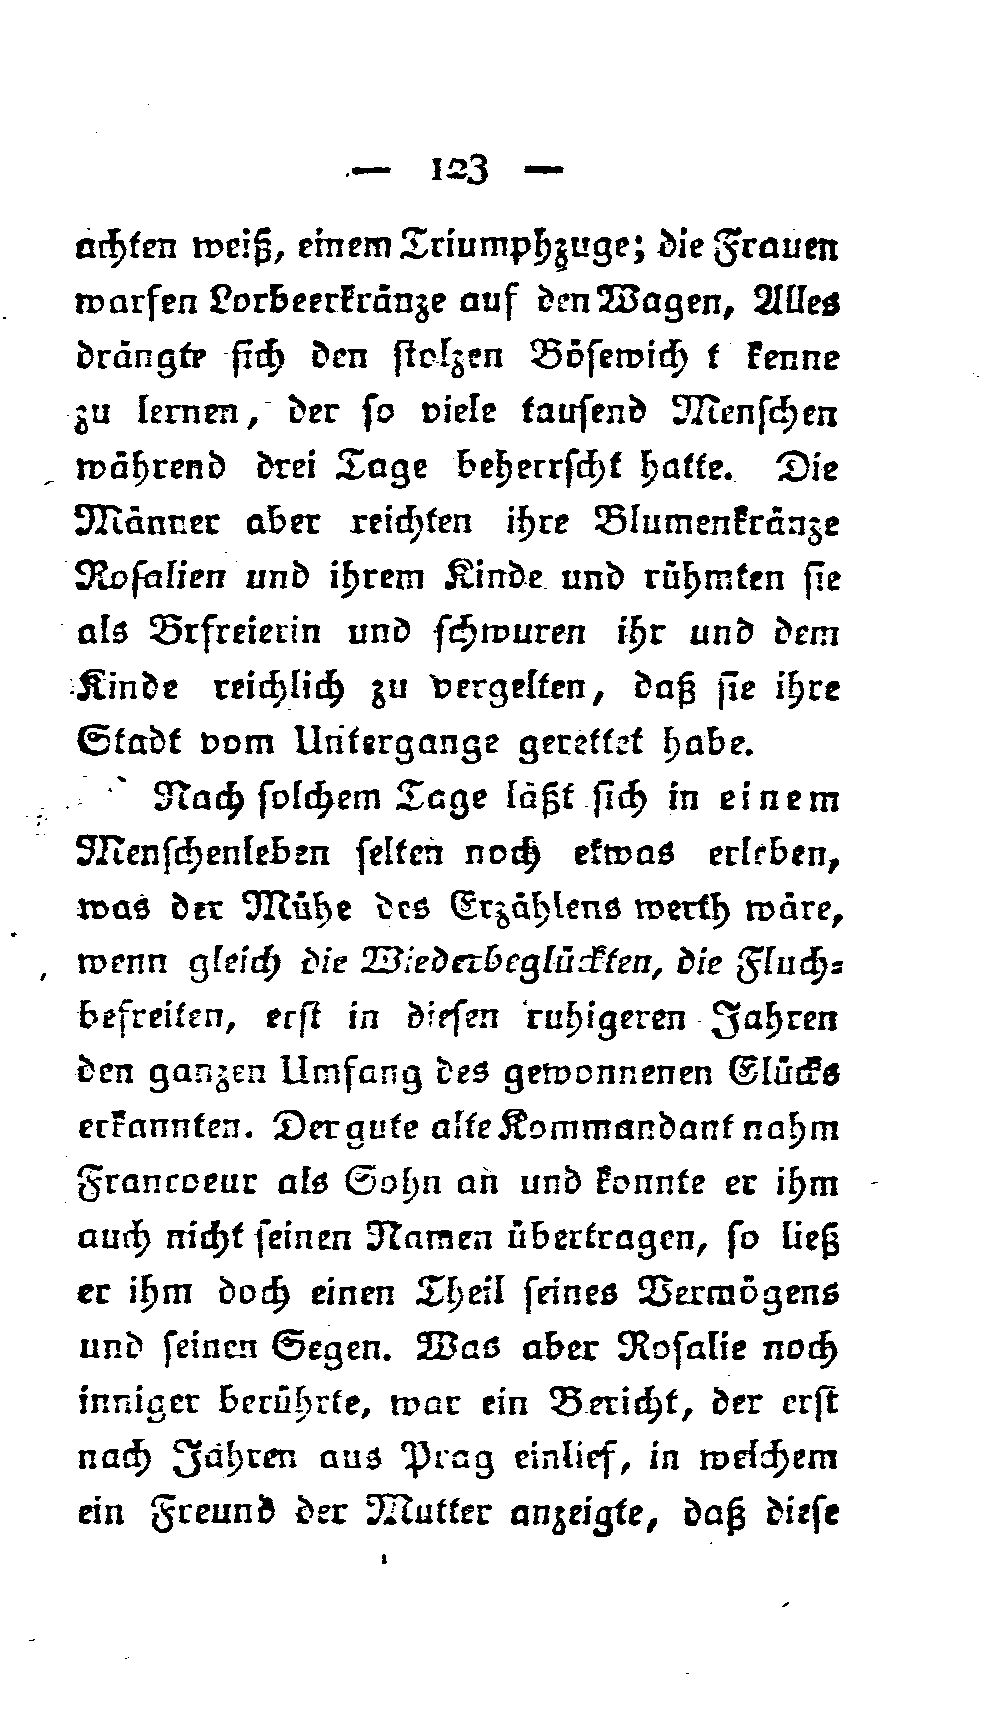 — 123 —
achten weiß, einem Triumphzuge; die Frauen
warfen Lorbeerkränze auf den Wagen, Alles
drängte sich den stolzen Bösewich t kenne
zu lernen, der so viele tausend Menschen
während drei Tage beherrscht hatte. Die
Männer aber reichten ihre Blumenkränze
Rosalien und ihrem Kinde und rühmten sie
als Brfreierin und schwuren ihr und dem
Kinde reichlich zu vergelten, daß sie ihre
Stadt vom Untergange gerettet habe.
Nach solchem Tage läßt sich in einem
Menschenleben selten noch etwas erleben,
was der Mühe des Erzählens werth wäre,
wenn gleich die Wiederbeglückten, die Fluch-
befreiten, erst in diesen ruhigeren Jahren
den ganzen Umfang des gewonnenen Glücks
erkannten. Der gute alte Kommandant nahm
Francoeur als Sohn an und konnte er ihm
auch nicht seinen Namen übertragen, so ließ
er ihm doch einen Theil seines Vermögens
und seinen Segen. Was aber Rosalie noch
inniger berührte, war ein Bericht, der erst
nach Jahren aus Prag einlief, in welchem
ein Freund der Mutter anzeigte, daß diese